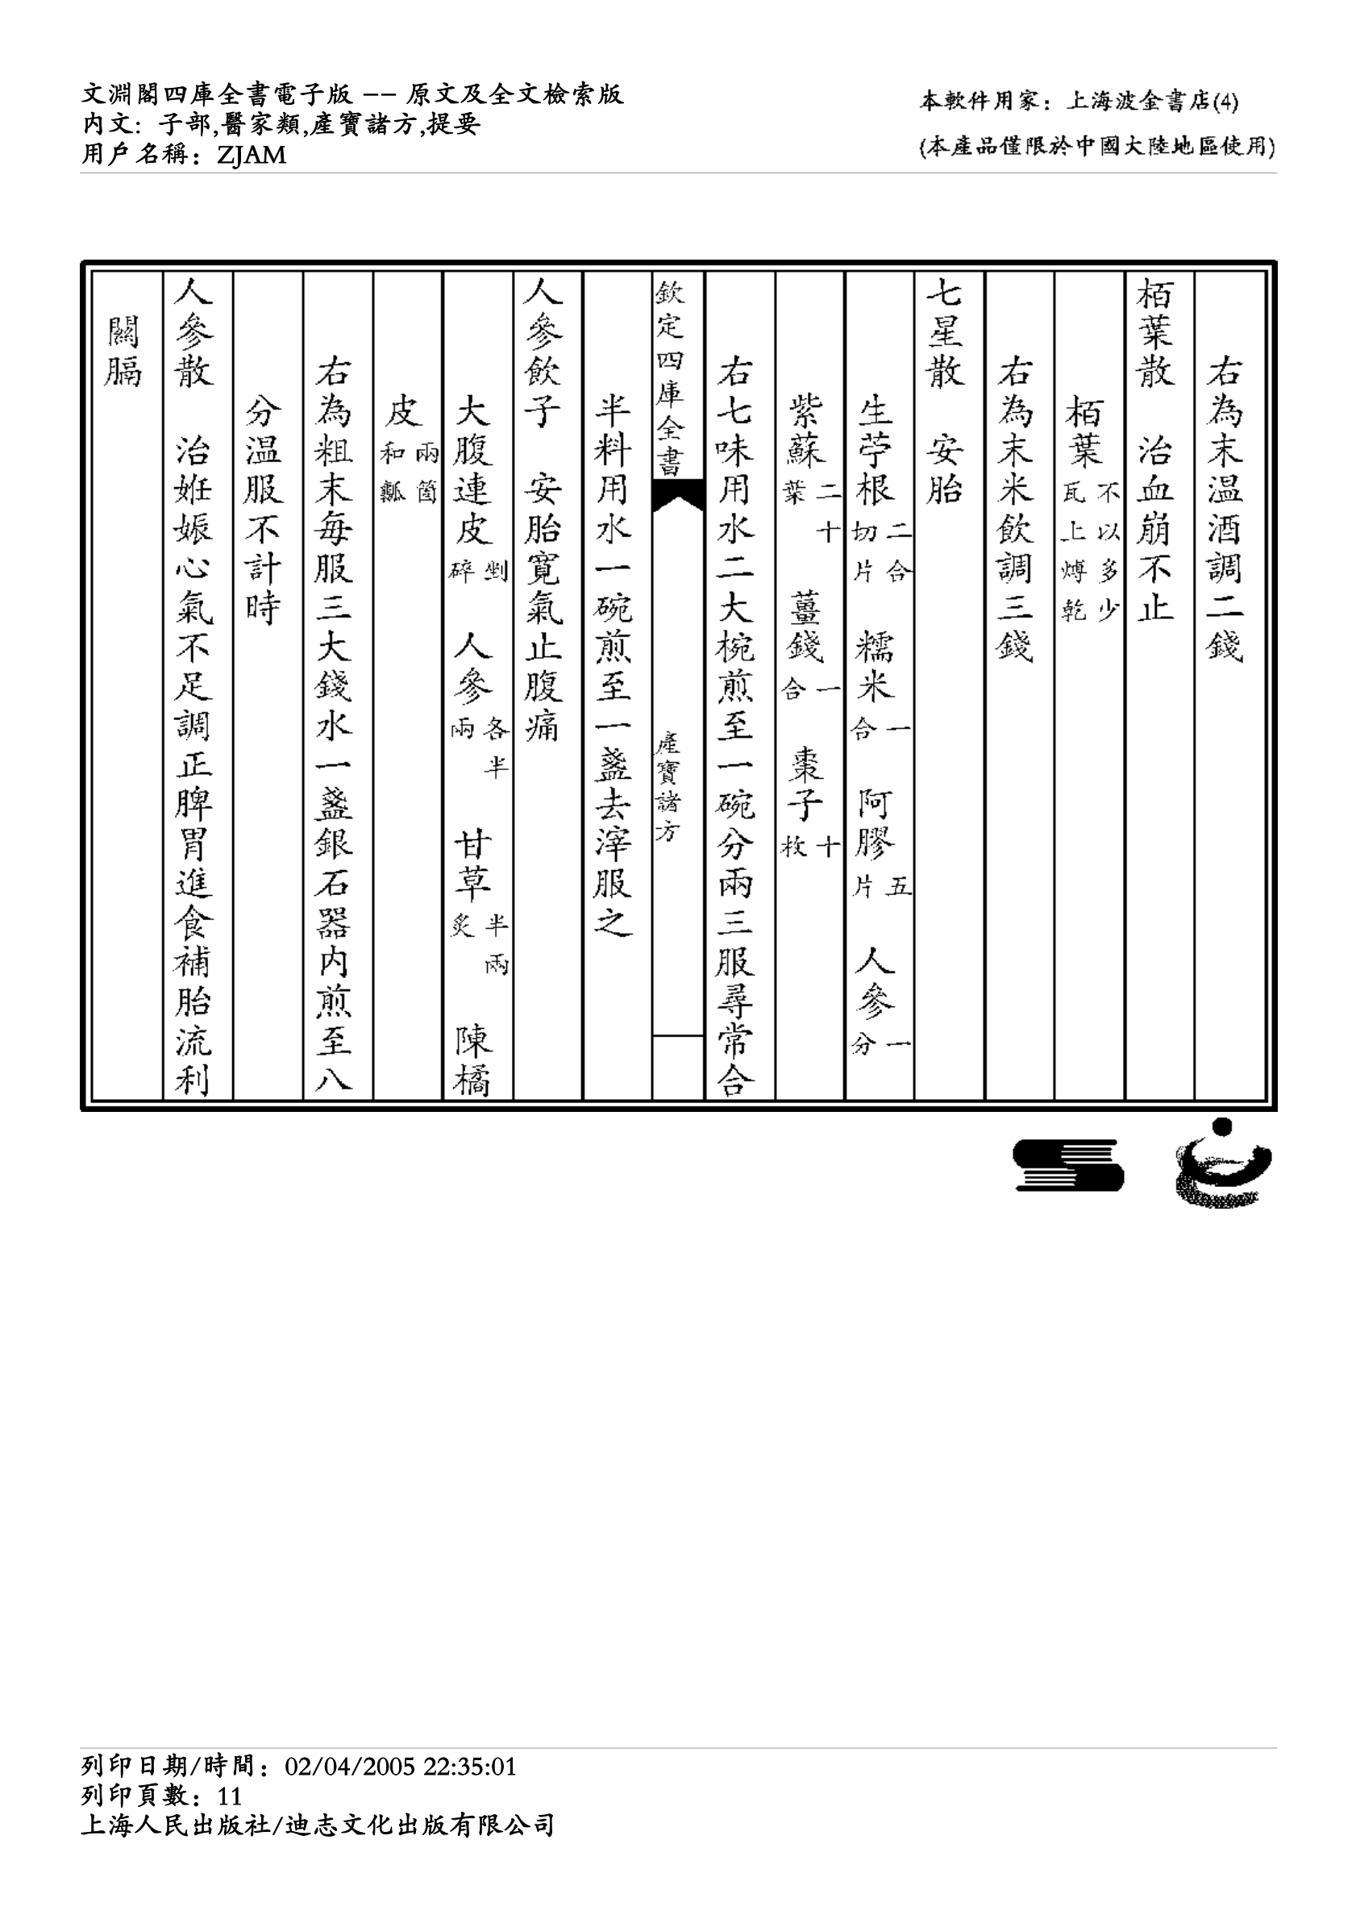 文淵閣四庫全書電子版 -- 原文及全文檢索版
內文: 子部,醫家類,產寶諸方,提要
用戶名稱: ZJAM
本軟件用家: 上海波金書店(4)
(本產品僅限於中國大陸地區使用)
右為末温酒調二錢
栢葉散 治血崩不止
栢葉不以多少瓦上煿乾
右為末米飲調三錢
七星散 安胎
生苧根二合切片 糯米一合 阿膠五片 人參一分
紫蘇二十葉 薑錢一合 棗子十枚
右七味用水二大椀煎至一碗分兩三服尋常合
欽定四庫全書
產寶諸方
半料用水一碗煎至一盞去滓服之
人參飲子 安胎寬氣止腹痛
大腹連皮剉碎 人參各半兩 甘草半兩炙 陳橘
皮兩箇和瓤
右為粗末每服三大錢水一盞銀石器內煎至八
分温服不計時
人參散 治姙娠心氣不足調正脾胃進食補胎流利
關膈
列印日期/時間: 02/04/2005 22:35:01
列印頁數: 11
上海人民出版社/迪志文化出版有限公司